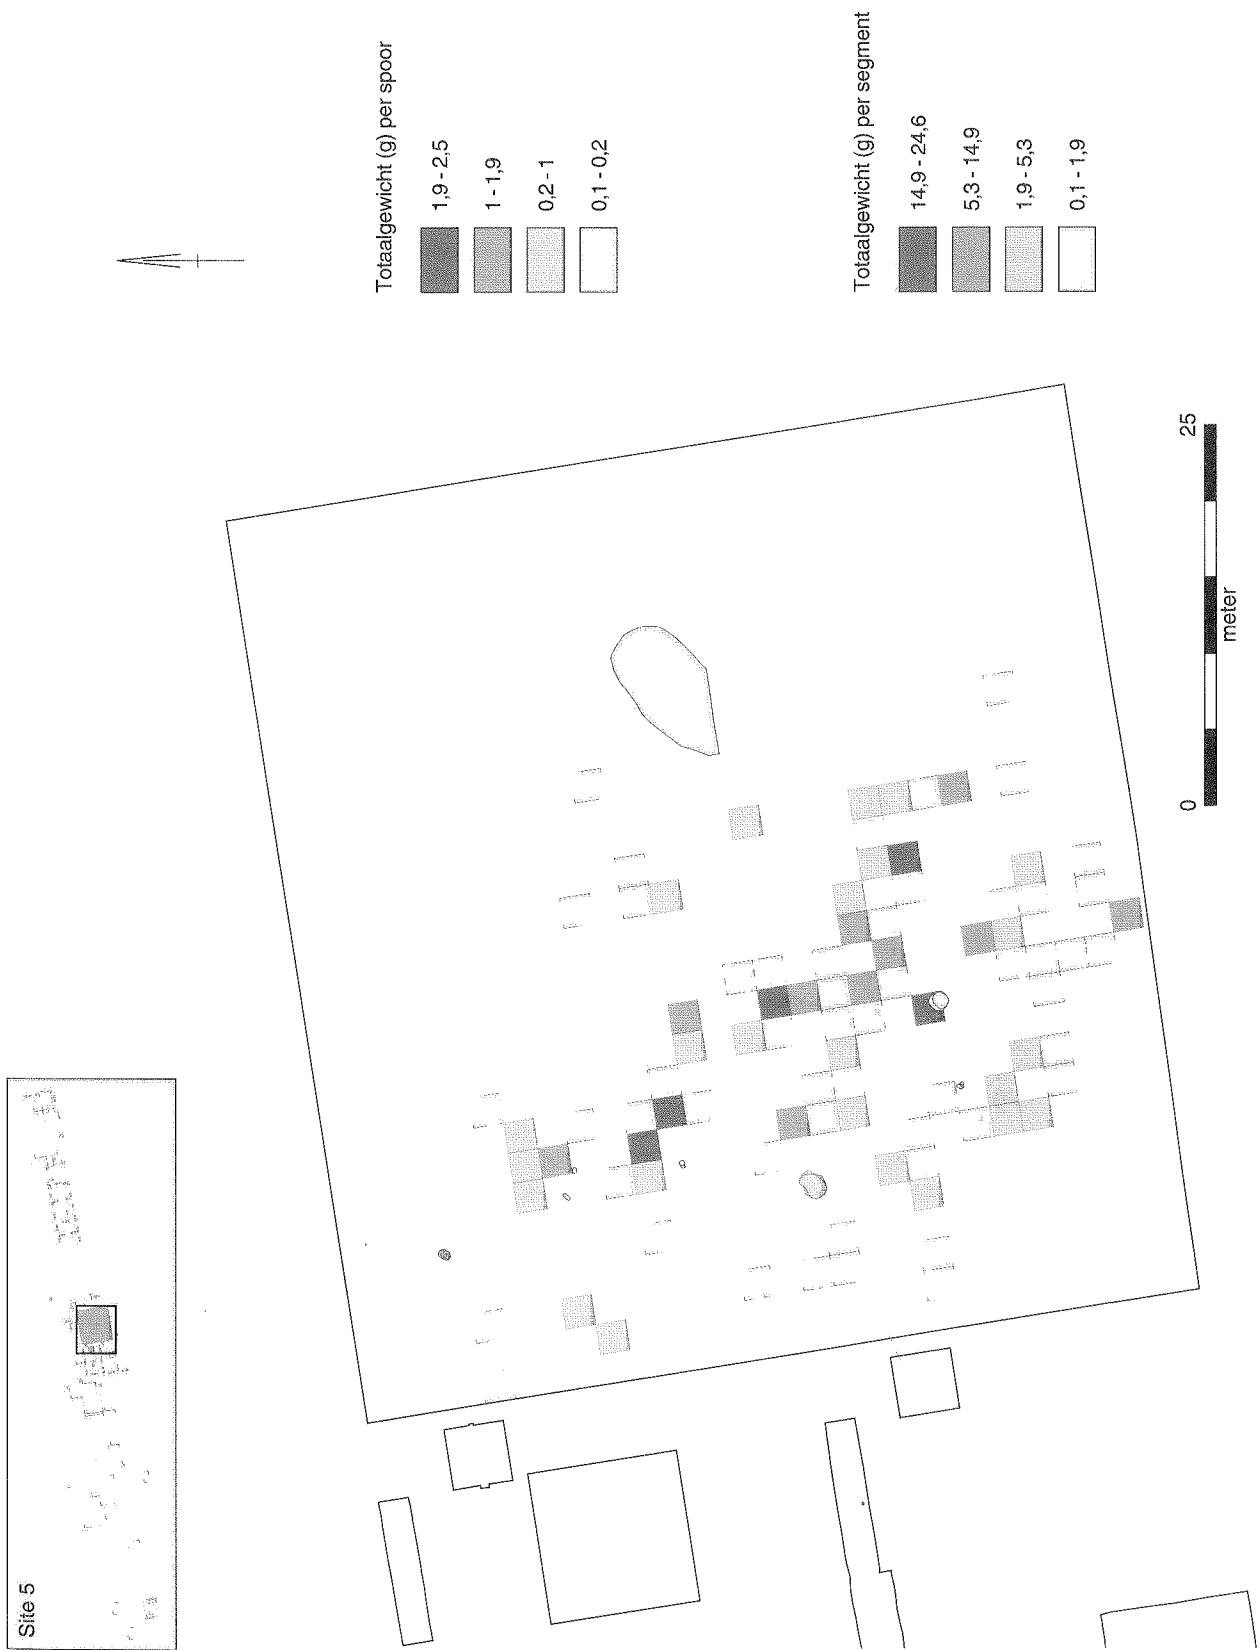 Site 5
Totaalgewicht (g) per spoor
1,9 - 2,5
1 - 1,9
0,2 - 1
0,1 - 0,2
Totaalgewicht (g) per segment
14,9 - 24,6
5,3 - 14,9
1,9 - 5,3
0,1 - 1,9
0
25
meter